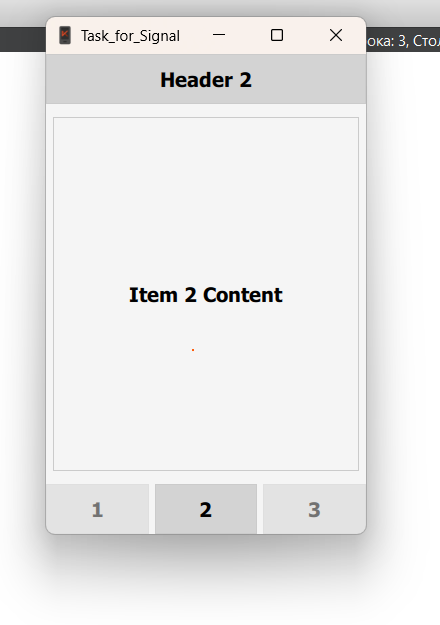 Task_for_Signal
ока: 3, Стол
Header 2
Item 2 Content
1
2
3